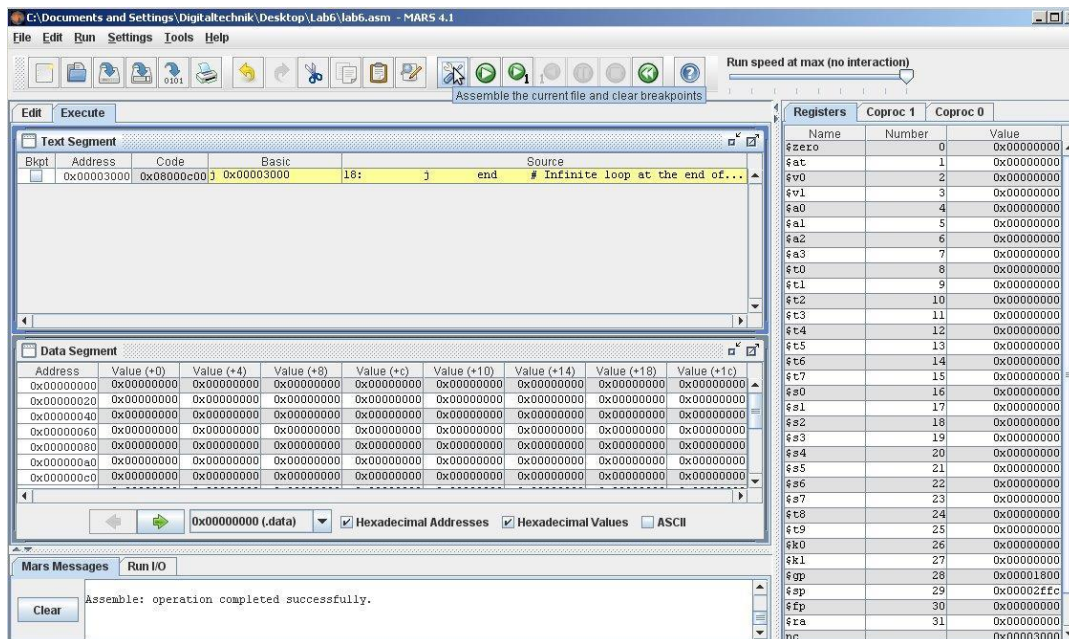 C:\Documents and Settings\Digitaltechnik\Desktop\Lab6\lab6.asm - MARS 4.1
File Edit Run Settings Tools Help
Run speed at max (no interaction)
Assemble the current file and clear breakpoints
Edit Execute
Text Segment
Bkpt Address Code Basic Source
0x00003000 0x08000c00 j 0x00003000 18: j end # Infinite loop at the end of...
Data Segment
Address Value (+0) Value (+4) Value (+8) Value (+c) Value (+10) Value (+14) Value (+18) Value (+1c)
0x00000000 0x00000000 0x00000000 0x00000000 0x00000000 0x00000000 0x00000000 0x00000000 0x00000000
0x00000020 0x00000000 0x00000000 0x00000000 0x00000000 0x00000000 0x00000000 0x00000000 0x00000000
0x00000040 0x00000000 0x00000000 0x00000000 0x00000000 0x00000000 0x00000000 0x00000000 0x00000000
0x00000060 0x00000000 0x00000000 0x00000000 0x00000000 0x00000000 0x00000000 0x00000000 0x00000000
0x00000080 0x00000000 0x00000000 0x00000000 0x00000000 0x00000000 0x00000000 0x00000000 0x00000000
0x000000a0 0x00000000 0x00000000 0x00000000 0x00000000 0x00000000 0x00000000 0x00000000 0x00000000
0x000000c0 0x00000000 0x00000000 0x00000000 0x00000000 0x00000000 0x00000000 0x00000000 0x00000000
0x00000000 (.data) Hexadecimal Addresses Hexadecimal Values ASCII
Mars Messages Run I/O
Clear
Assemble: operation completed successfully.
Registers Coproc 1 Coproc 0
Name Number Value
$zero 0 0x00000000
$at 1 0x00000000
$v0 2 0x00000000
$v1 3 0x00000000
$a0 4 0x00000000
$a1 5 0x00000000
$a2 6 0x00000000
$a3 7 0x00000000
$t0 8 0x00000000
$t1 9 0x00000000
$t2 10 0x00000000
$t3 11 0x00000000
$t4 12 0x00000000
$t5 13 0x00000000
$t6 14 0x00000000
$t7 15 0x00000000
$s0 16 0x00000000
$s1 17 0x00000000
$s2 18 0x00000000
$s3 19 0x00000000
$s4 20 0x00000000
$s5 21 0x00000000
$s6 22 0x00000000
$s7 23 0x00000000
$t8 24 0x00000000
$t9 25 0x00000000
$k0 26 0x00000000
$k1 27 0x00000000
$gp 28 0x00001800
$sp 29 0x00002ffc
$fp 30 0x00000000
$ra 31 0x00000000
pc 0x00003000